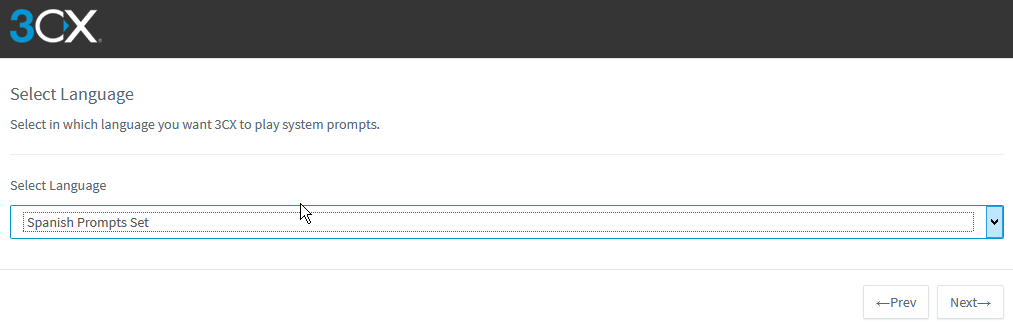 3CX
Select Language
Select in which language you want 3CX to play system prompts.
Select Language
Spanish Prompts Set
←Prev
Next→